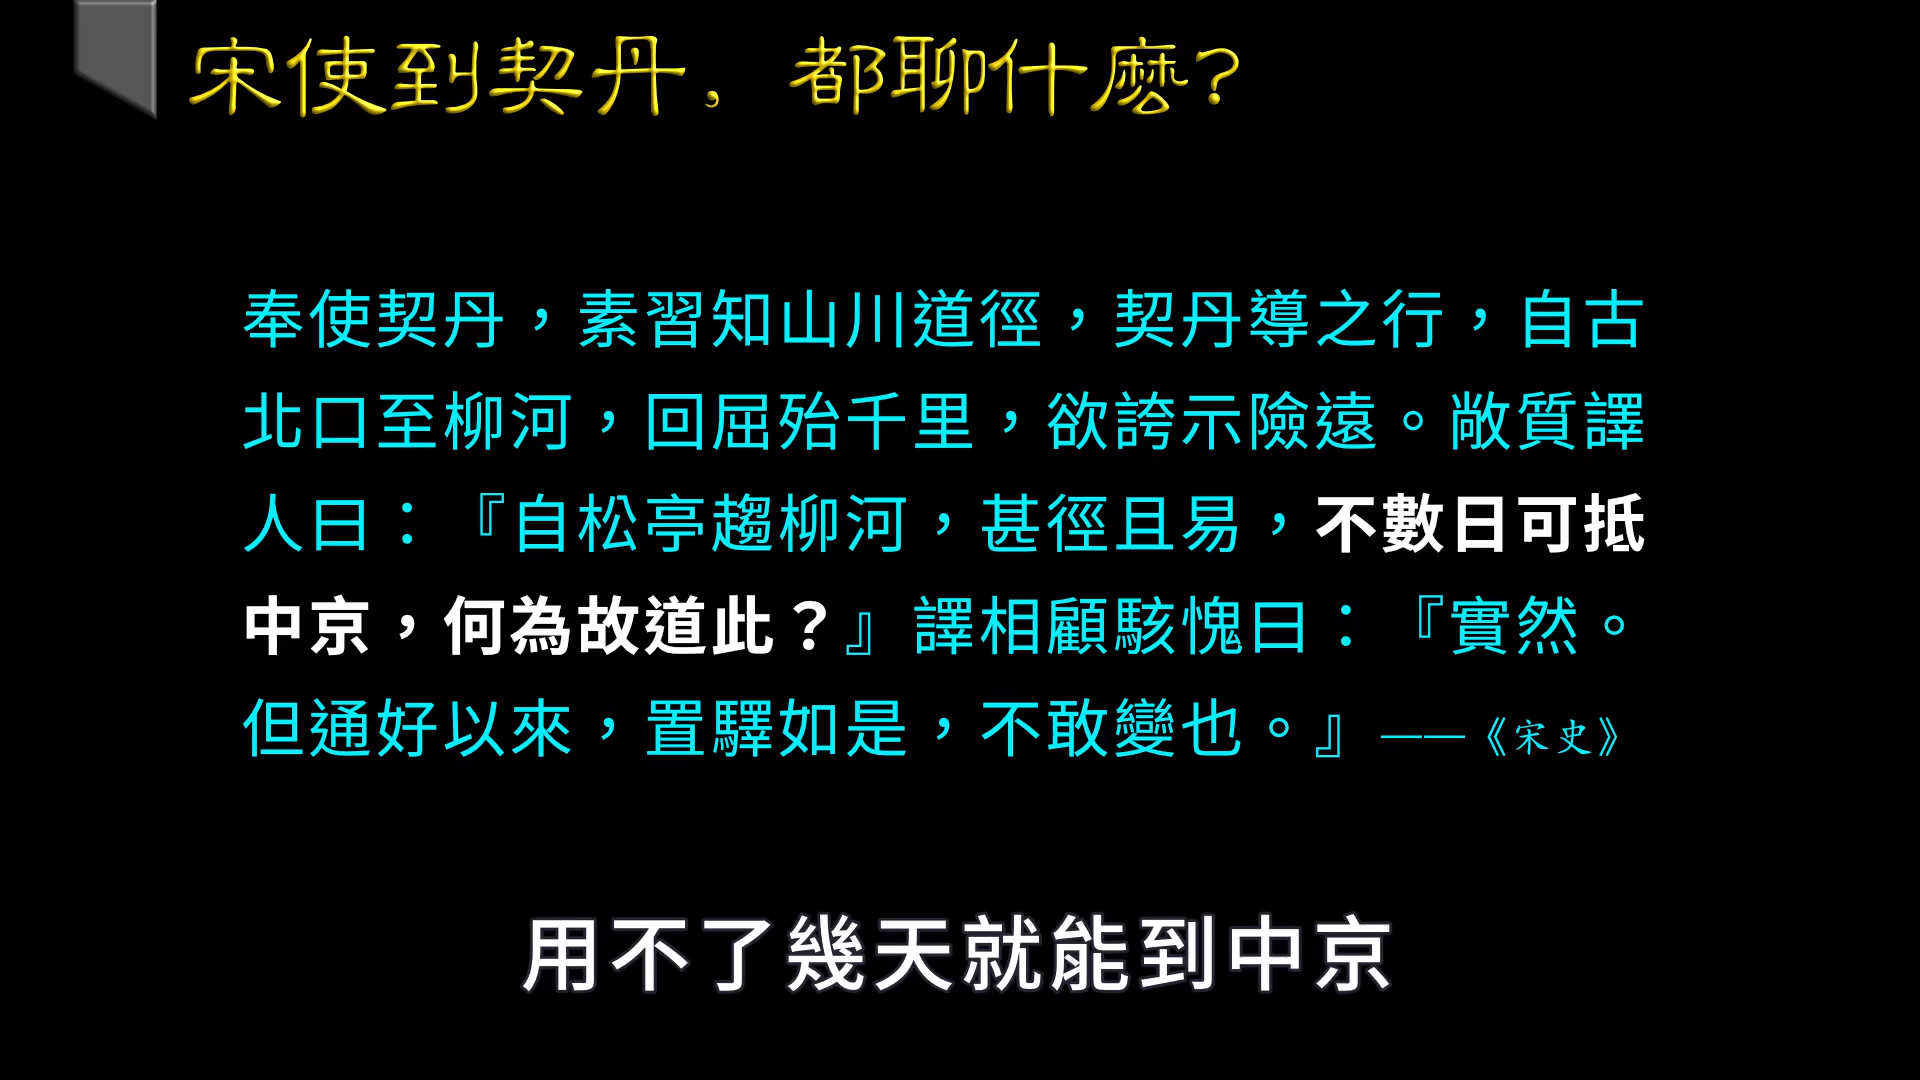 宋使到契丹，都聊什麽？
奉使契丹，素習知山川道徑，契丹導之行，自古
北口至柳河，回屈殆千里，欲誇示險遠。敞質譯
人曰：『自松亭趨柳河，甚徑且易，不數日可抵
中京，何為故道此？』譯相顧駭愧曰：『實然。
但通好以來，置驛如是，不敢變也。』——《宋史》
用不了幾天就能到中京